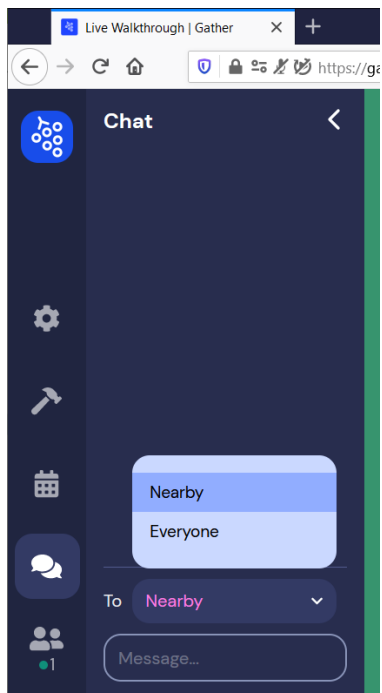 Live Walkthrough | Gather
https://ga
Chat
Nearby
Everyone
To Nearby
Message...
1